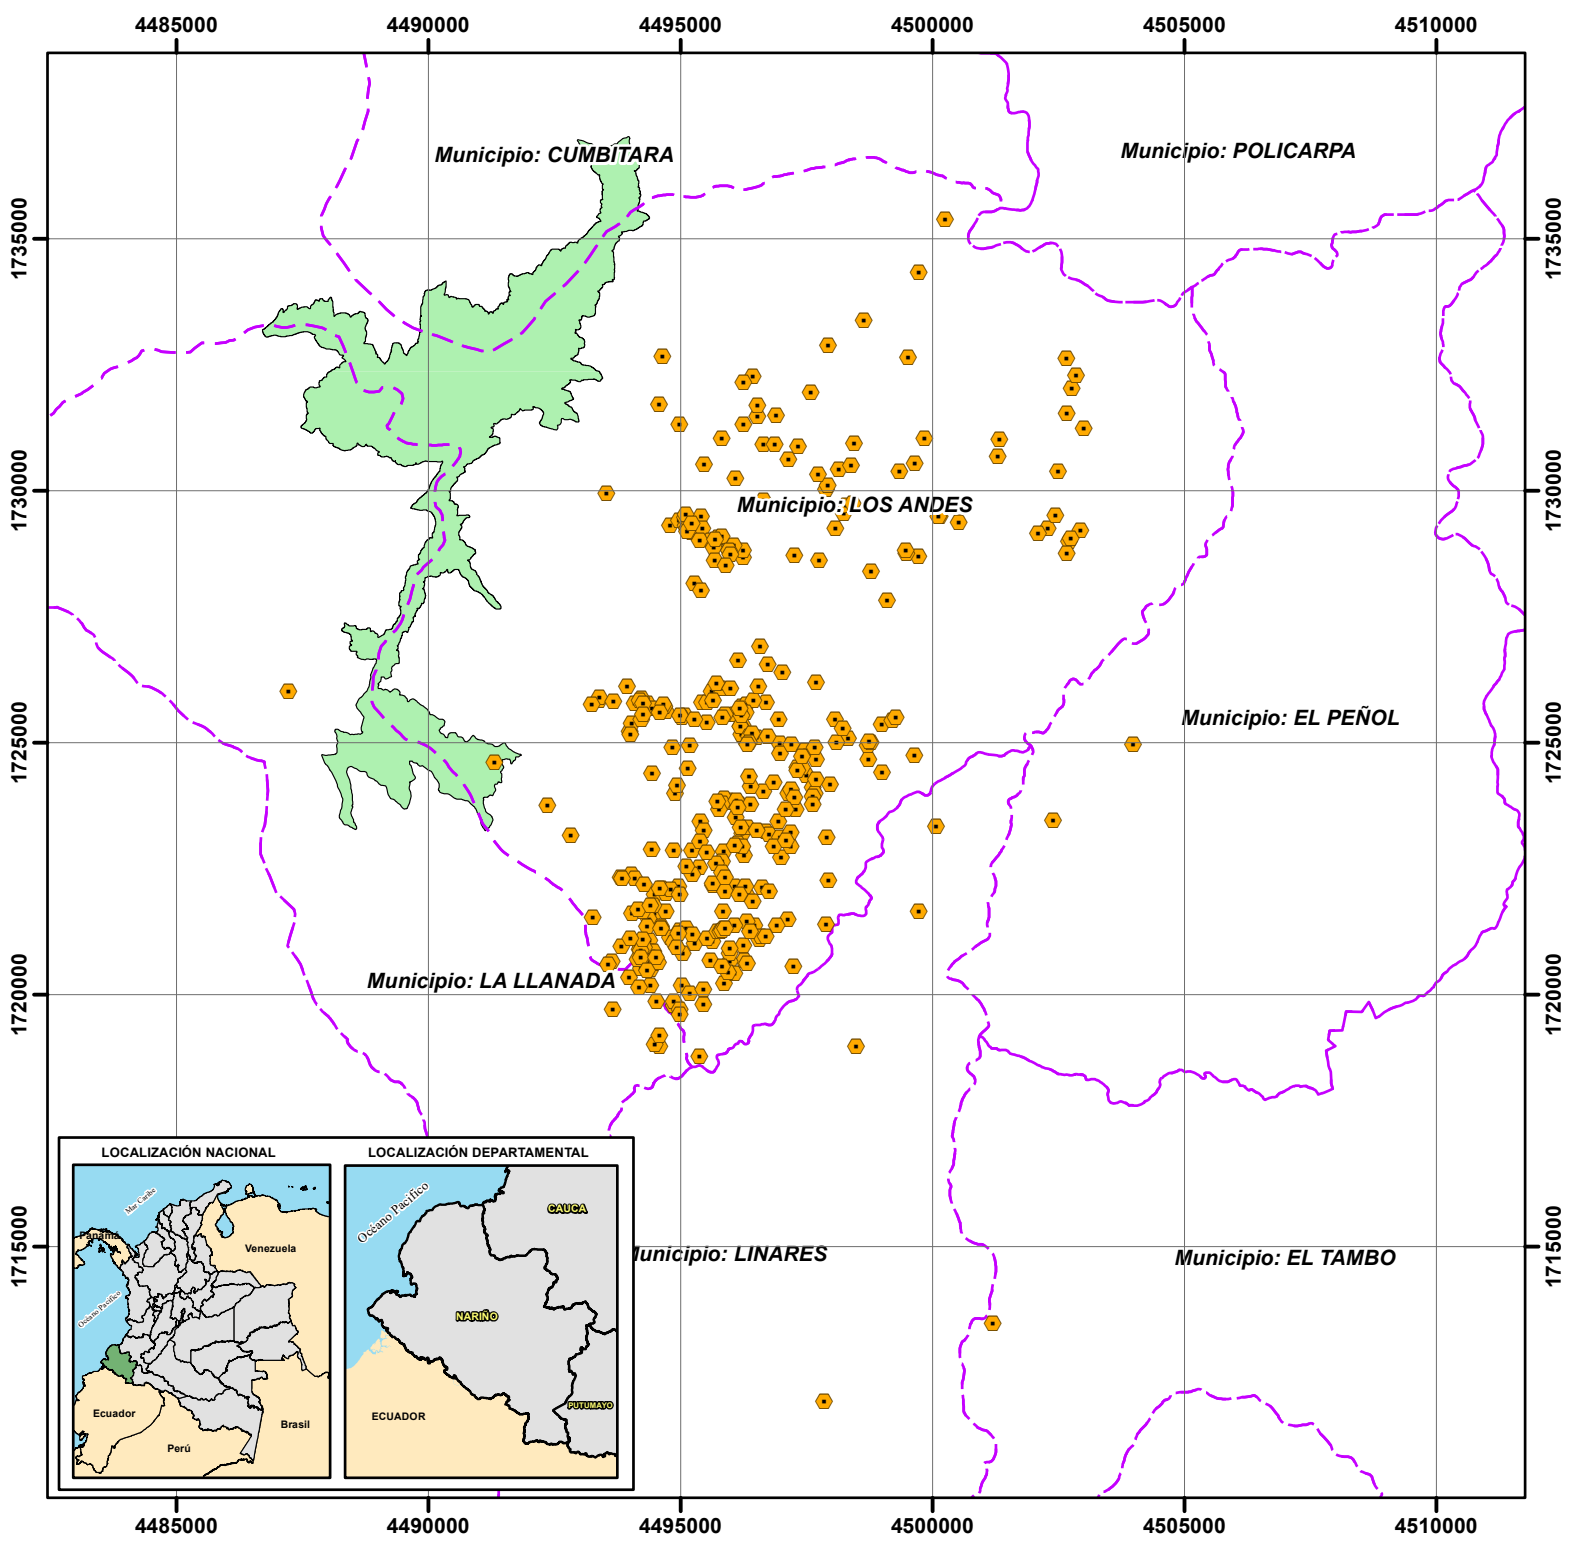 4485000 4490000 4495000 4500000 4505000 4510000
Municipio: CUMBITARA
Municipio: POLICARPA
1735000
1735000
1730000
1730000
Municipio: LOS ANDES
Municipio: EL PEÑOL
1725000
1725000
Municipio: LA LLANADA
1720000
1720000
LOCALIZACIÓN NACIONAL
Mar Caribe
Panamá
Venezuela
Océano Pacífico
Ecuador
Perú
Brasil
LOCALIZACIÓN DEPARTAMENTAL
Océano Pacífico
CAUCA
NARIÑO
PUTUMAYO
ECUADOR
Municipio: LINARES
Municipio: EL TAMBO
1715000
1715000
4485000 4490000 4495000 4500000 4505000 4510000